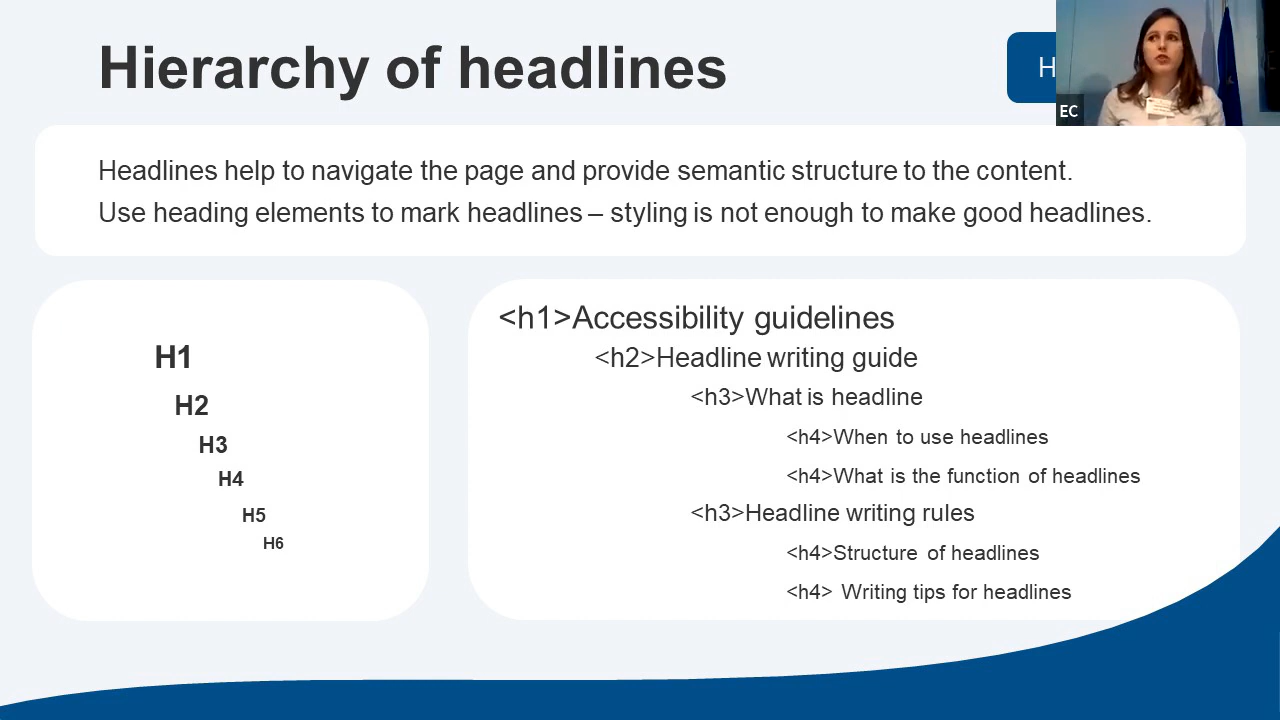 Hierarchy of headlines
H
EC
Headlines help to navigate the page and provide semantic structure to the content.
Use heading elements to mark headlines – styling is not enough to make good headlines.
H1
H2
H3
H4
H5
H6
<h1>Accessibility guidelines
<h2>Headline writing guide
<h3>What is headline
<h4>When to use headlines
<h4>What is the function of headlines
<h3>Headline writing rules
<h4>Structure of headlines
<h4> Writing tips for headlines